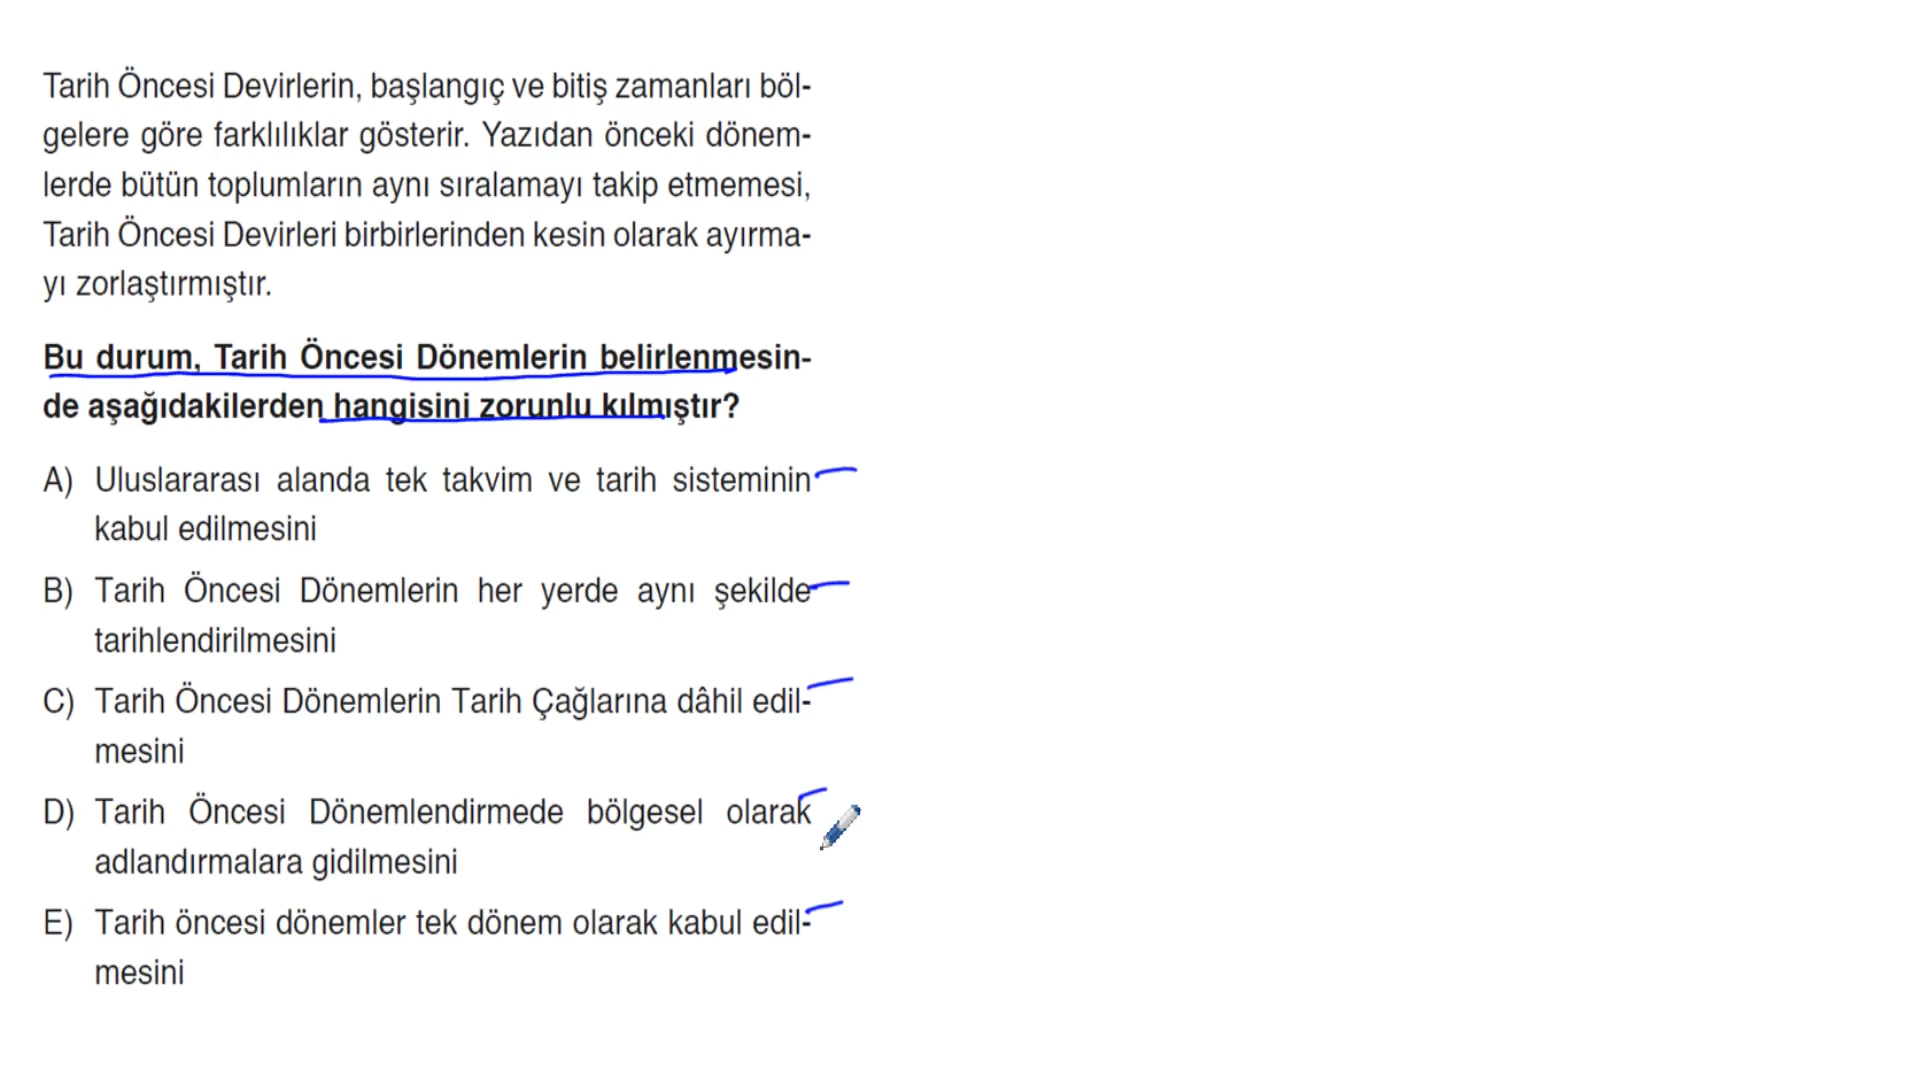 Tarih Öncesi Devirlerin, başlangıç ve bitiş zamanları böl-
gelere göre farklılıklar gösterir. Yazıdan önceki dönem-
lerde bütün toplumların aynı sıralamayı takip etmemesi,
Tarih Öncesi Devirleri birbirlerinden kesin olarak ayırma-
yı zorlaştırmıştır.
Bu durum, Tarih Öncesi Dönemlerin belirlenmesin-
de aşağıdakilerden hangisini zorunlu kılmıştır?
A) Uluslararası alanda tek takvim ve tarih sisteminin
kabul edilmesini
B) Tarih Öncesi Dönemlerin her yerde aynı şekilde
tarihlendirilmesini
C) Tarih Öncesi Dönemlerin Tarih Çağlarına dâhil edil-
mesini
D) Tarih Öncesi Dönemlendirmede bölgesel olarak
adlandırmalara gidilmesini
E) Tarih öncesi dönemler tek dönem olarak kabul edil-
mesini